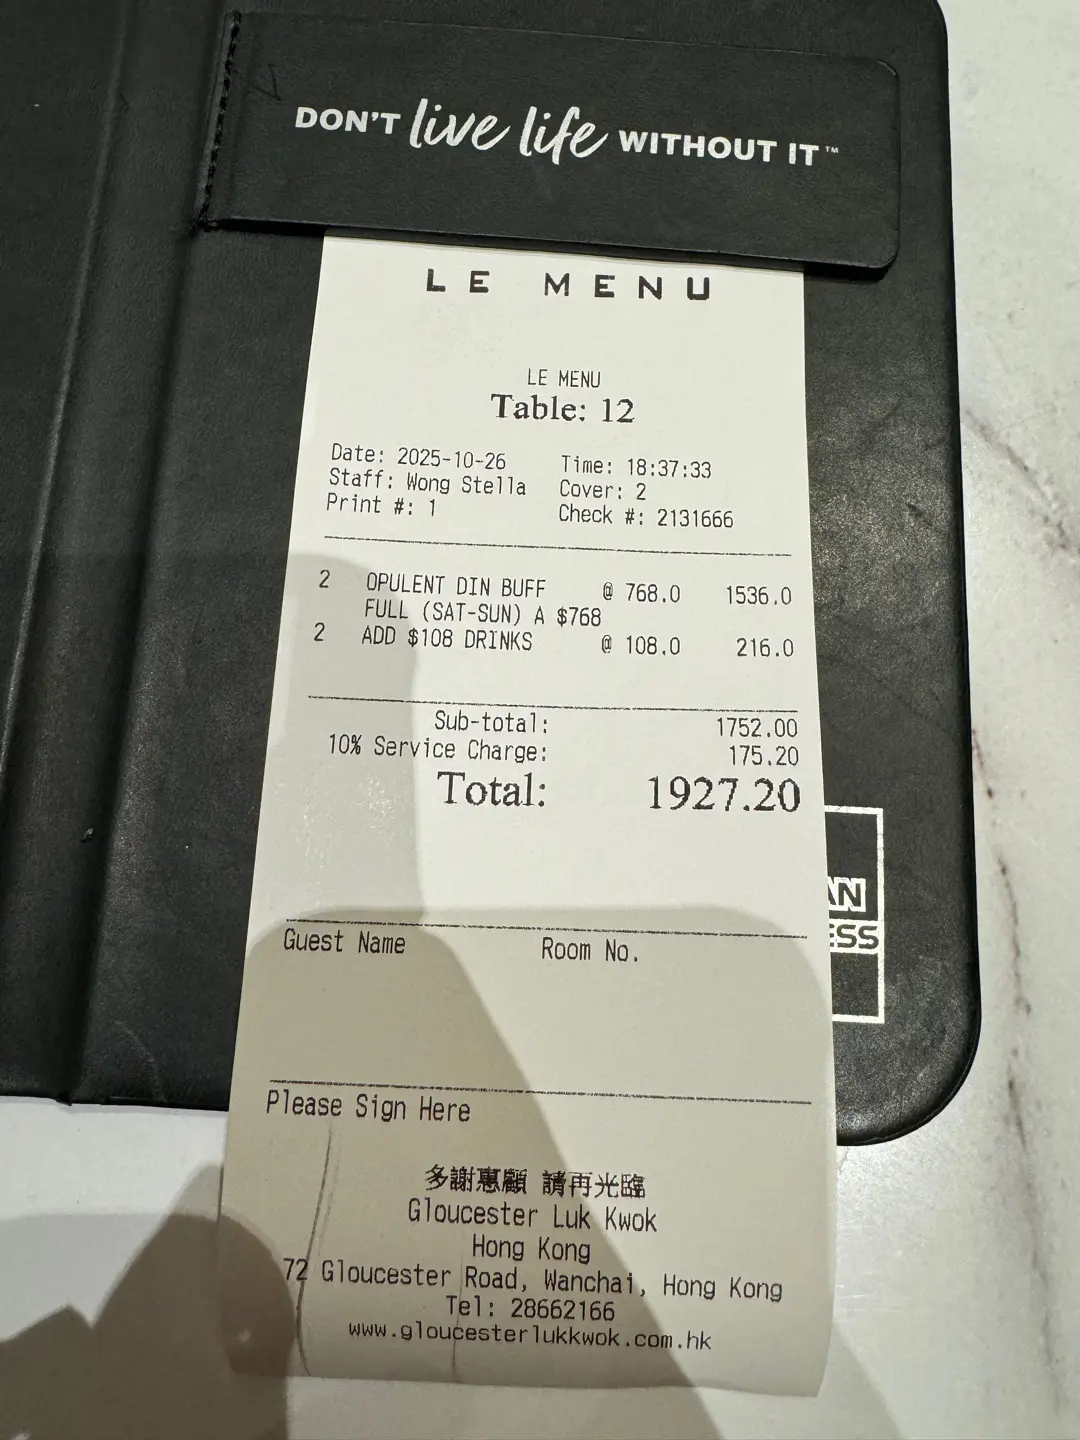 DON'T live life WITHOUT IT™
LE MENU
LE MENU
Table: 12
Date: 2025-10-26 Time: 18:37:33
Staff: Wong Stella Cover: 2
Print #: 1 Check #: 2131666
2 OPULENT DIN BUFF @ 768.0 1536.0
FULL (SAT-SUN) A $768
2 ADD $108 DRINKS @ 108.0 216.0
Sub-total: 1752.00
10% Service Charge: 175.20
Total: 1927.20
AN
ESS
Guest Name Room No.
Please Sign Here
多謝惠顧 請再光臨
Gloucester Luk Kwok
Hong Kong
72 Gloucester Road, Wanchai, Hong Kong
Tel: 28662166
www.gloucesterlukkwok.com.hk